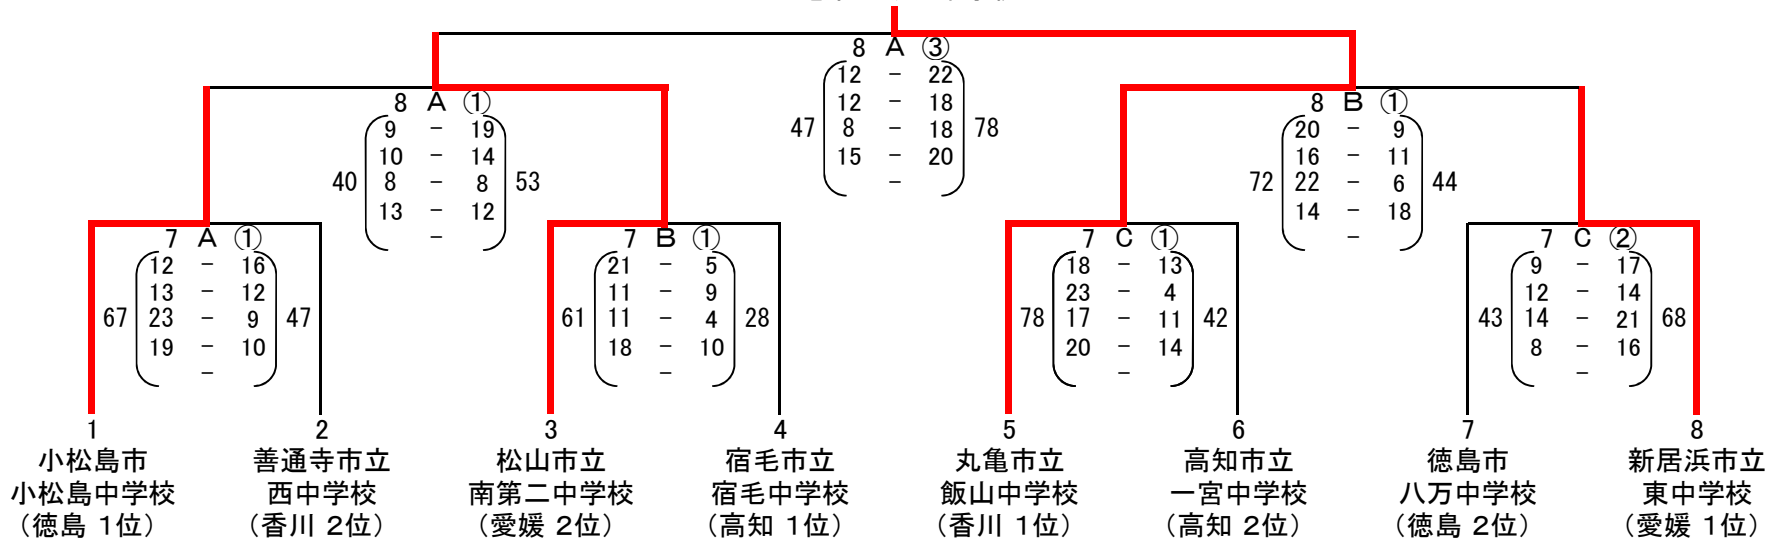 8 A ③
12 － 22
12 － 18
47 8 － 18 78
15 － 20
－
8 A ①
9 － 19
10 － 14
40 8 － 8 53
13 － 12
－
8 B ①
20 － 9
16 － 11
72 22 － 6 44
14 － 18
－
7 A ①
12 － 16
13 － 12
67 23 － 9 47
19 － 10
－
7 B ①
21 － 5
11 － 9
61 11 － 4 28
18 － 10
－
7 C ①
18 － 13
23 － 4
78 17 － 11 42
20 － 14
－
7 C ②
9 － 17
12 － 14
43 14 － 21 68
8 － 16
－
1
小松島市
小松島中学校
（徳島 1位）
2
善通寺市立
西中学校
（香川 2位）
3
松山市立
南第二中学校
（愛媛 2位）
4
宿毛市立
宿毛中学校
（高知 1位）
5
丸亀市立
飯山中学校
（香川 1位）
6
高知市立
一宮中学校
（高知 2位）
7
徳島市
八万中学校
（徳島 2位）
8
新居浜市立
東中学校
（愛媛 1位）